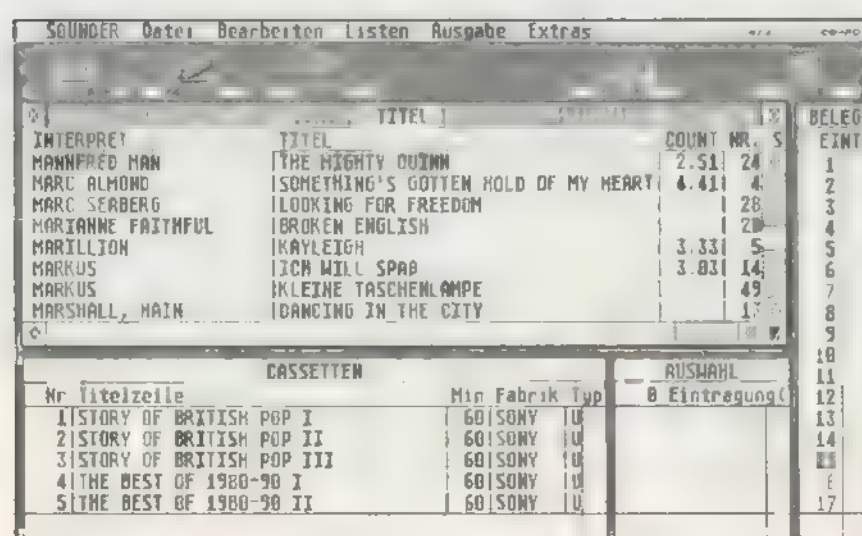 SOUNDER Datei Bearbeiten Listen Ausgabe Extras
TITEL
INTERPRET TITEL COUNT NR. S
MANNFRED MAN THE MIGHTY QUINN 2.51 24
MARC ALMOND SOMETHING'S GOTTEN HOLD OF MY HEART 4.41 4
MARC SERBERG LOOKING FOR FREEDOM 28
MARIANNE FAITHFUL BROKEN ENGLISH
MARILLION KAYLEIGH 3.33 5
MARKUS ICH WILL SPAß 3.03 14
MARKUS KLEINE TASCHENLAMPE 49
MARSHALL, HAIN DANCING IN THE CITY
CASSETTEN
Nr Titelzeile Min Fabrik Typ
1 STORY OF BRITISH POP I 60 SONY U
2 STORY OF BRITISH POP II 60 SONY U
3 STORY OF BRITISH POP III 60 SONY U
4 THE BEST OF 1980-90 I 60 SONY U
5 THE BEST OF 1980-90 II 60 SONY U
AUSWAHL
0 Eintragung(
BELEG
EINT
1
2
3
4
5
6
7
8
9
10
11
12
13
14
17